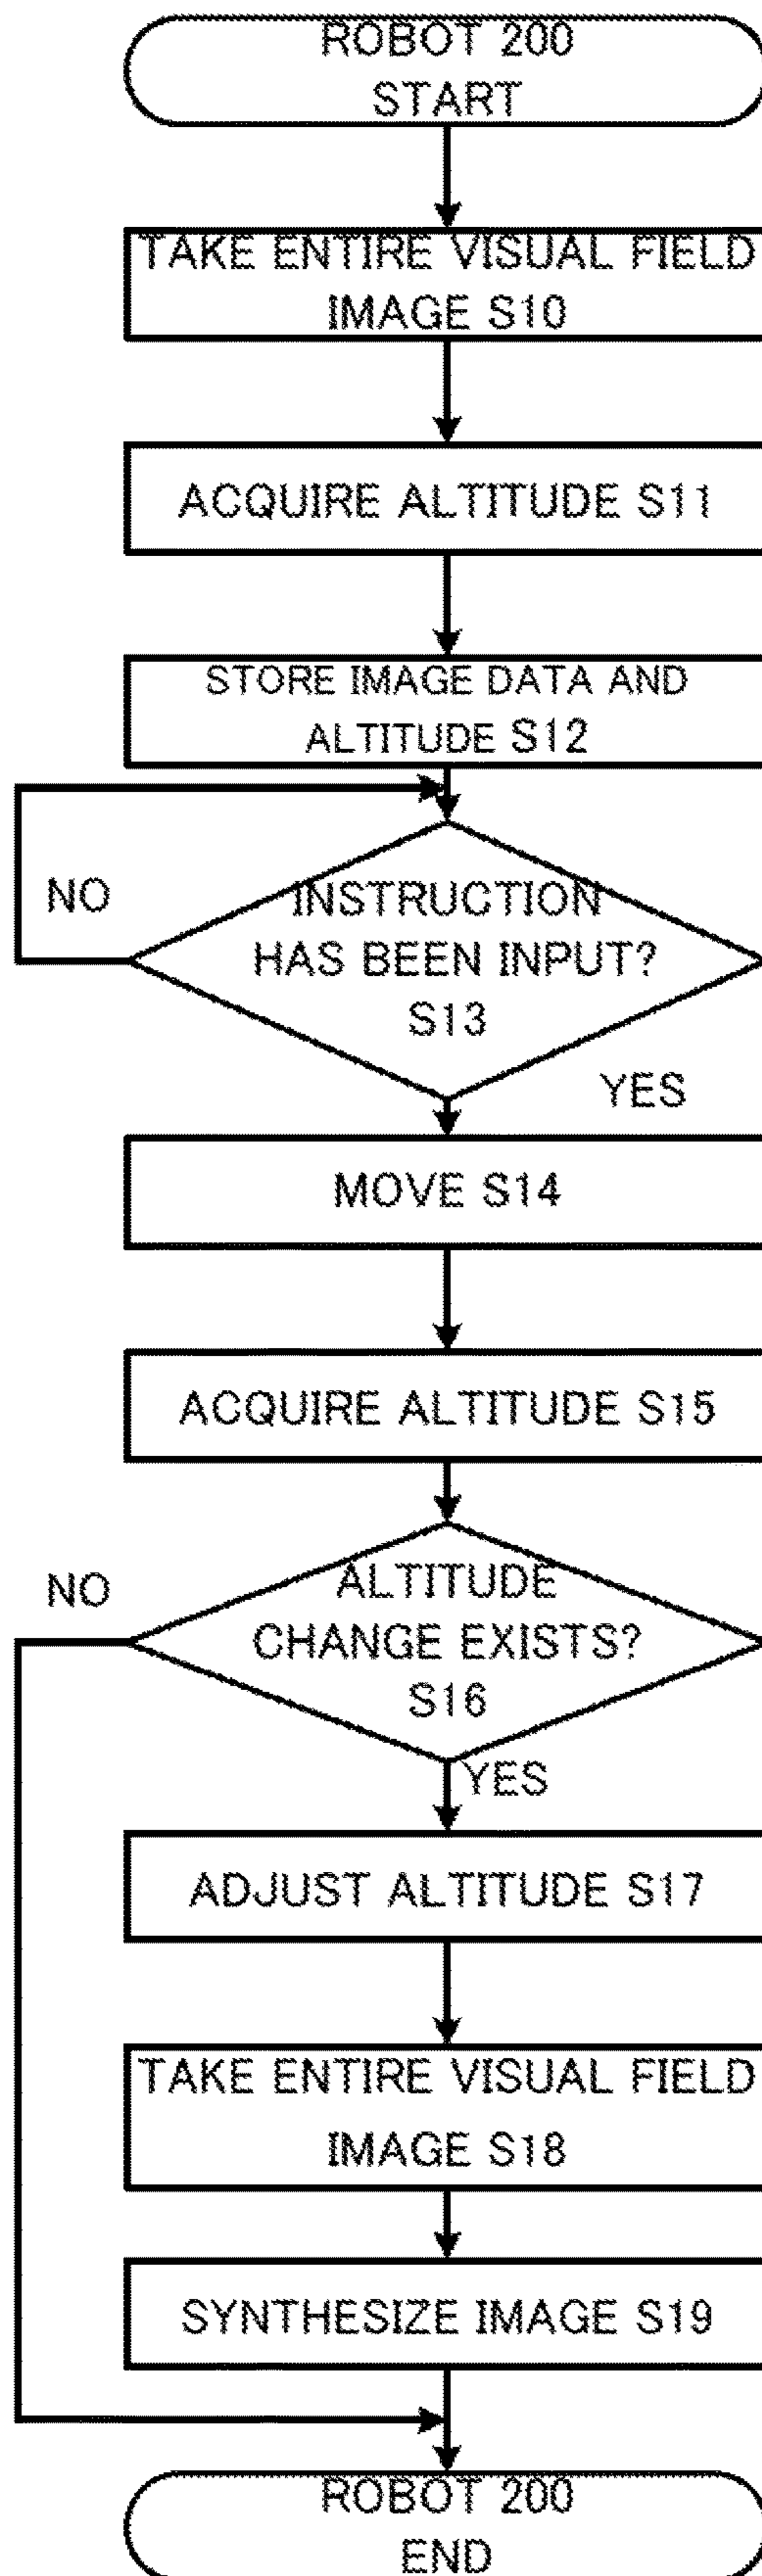 ROBOT 200
START
TAKE ENTIRE VISUAL FIELD
IMAGE S10
ACQUIRE ALTITUDE S11
STORE IMAGE DATA AND
ALTITUDE S12
NO
INSTRUCTION
HAS BEEN INPUT?
S13
YES
MOVE S14
ACQUIRE ALTITUDE S15
NO
ALTITUDE
CHANGE EXISTS?
S16
YES
ADJUST ALTITUDE S17
TAKE ENTIRE VISUAL FIELD
IMAGE S18
SYNTHESIZE IMAGE S19
ROBOT 200
END